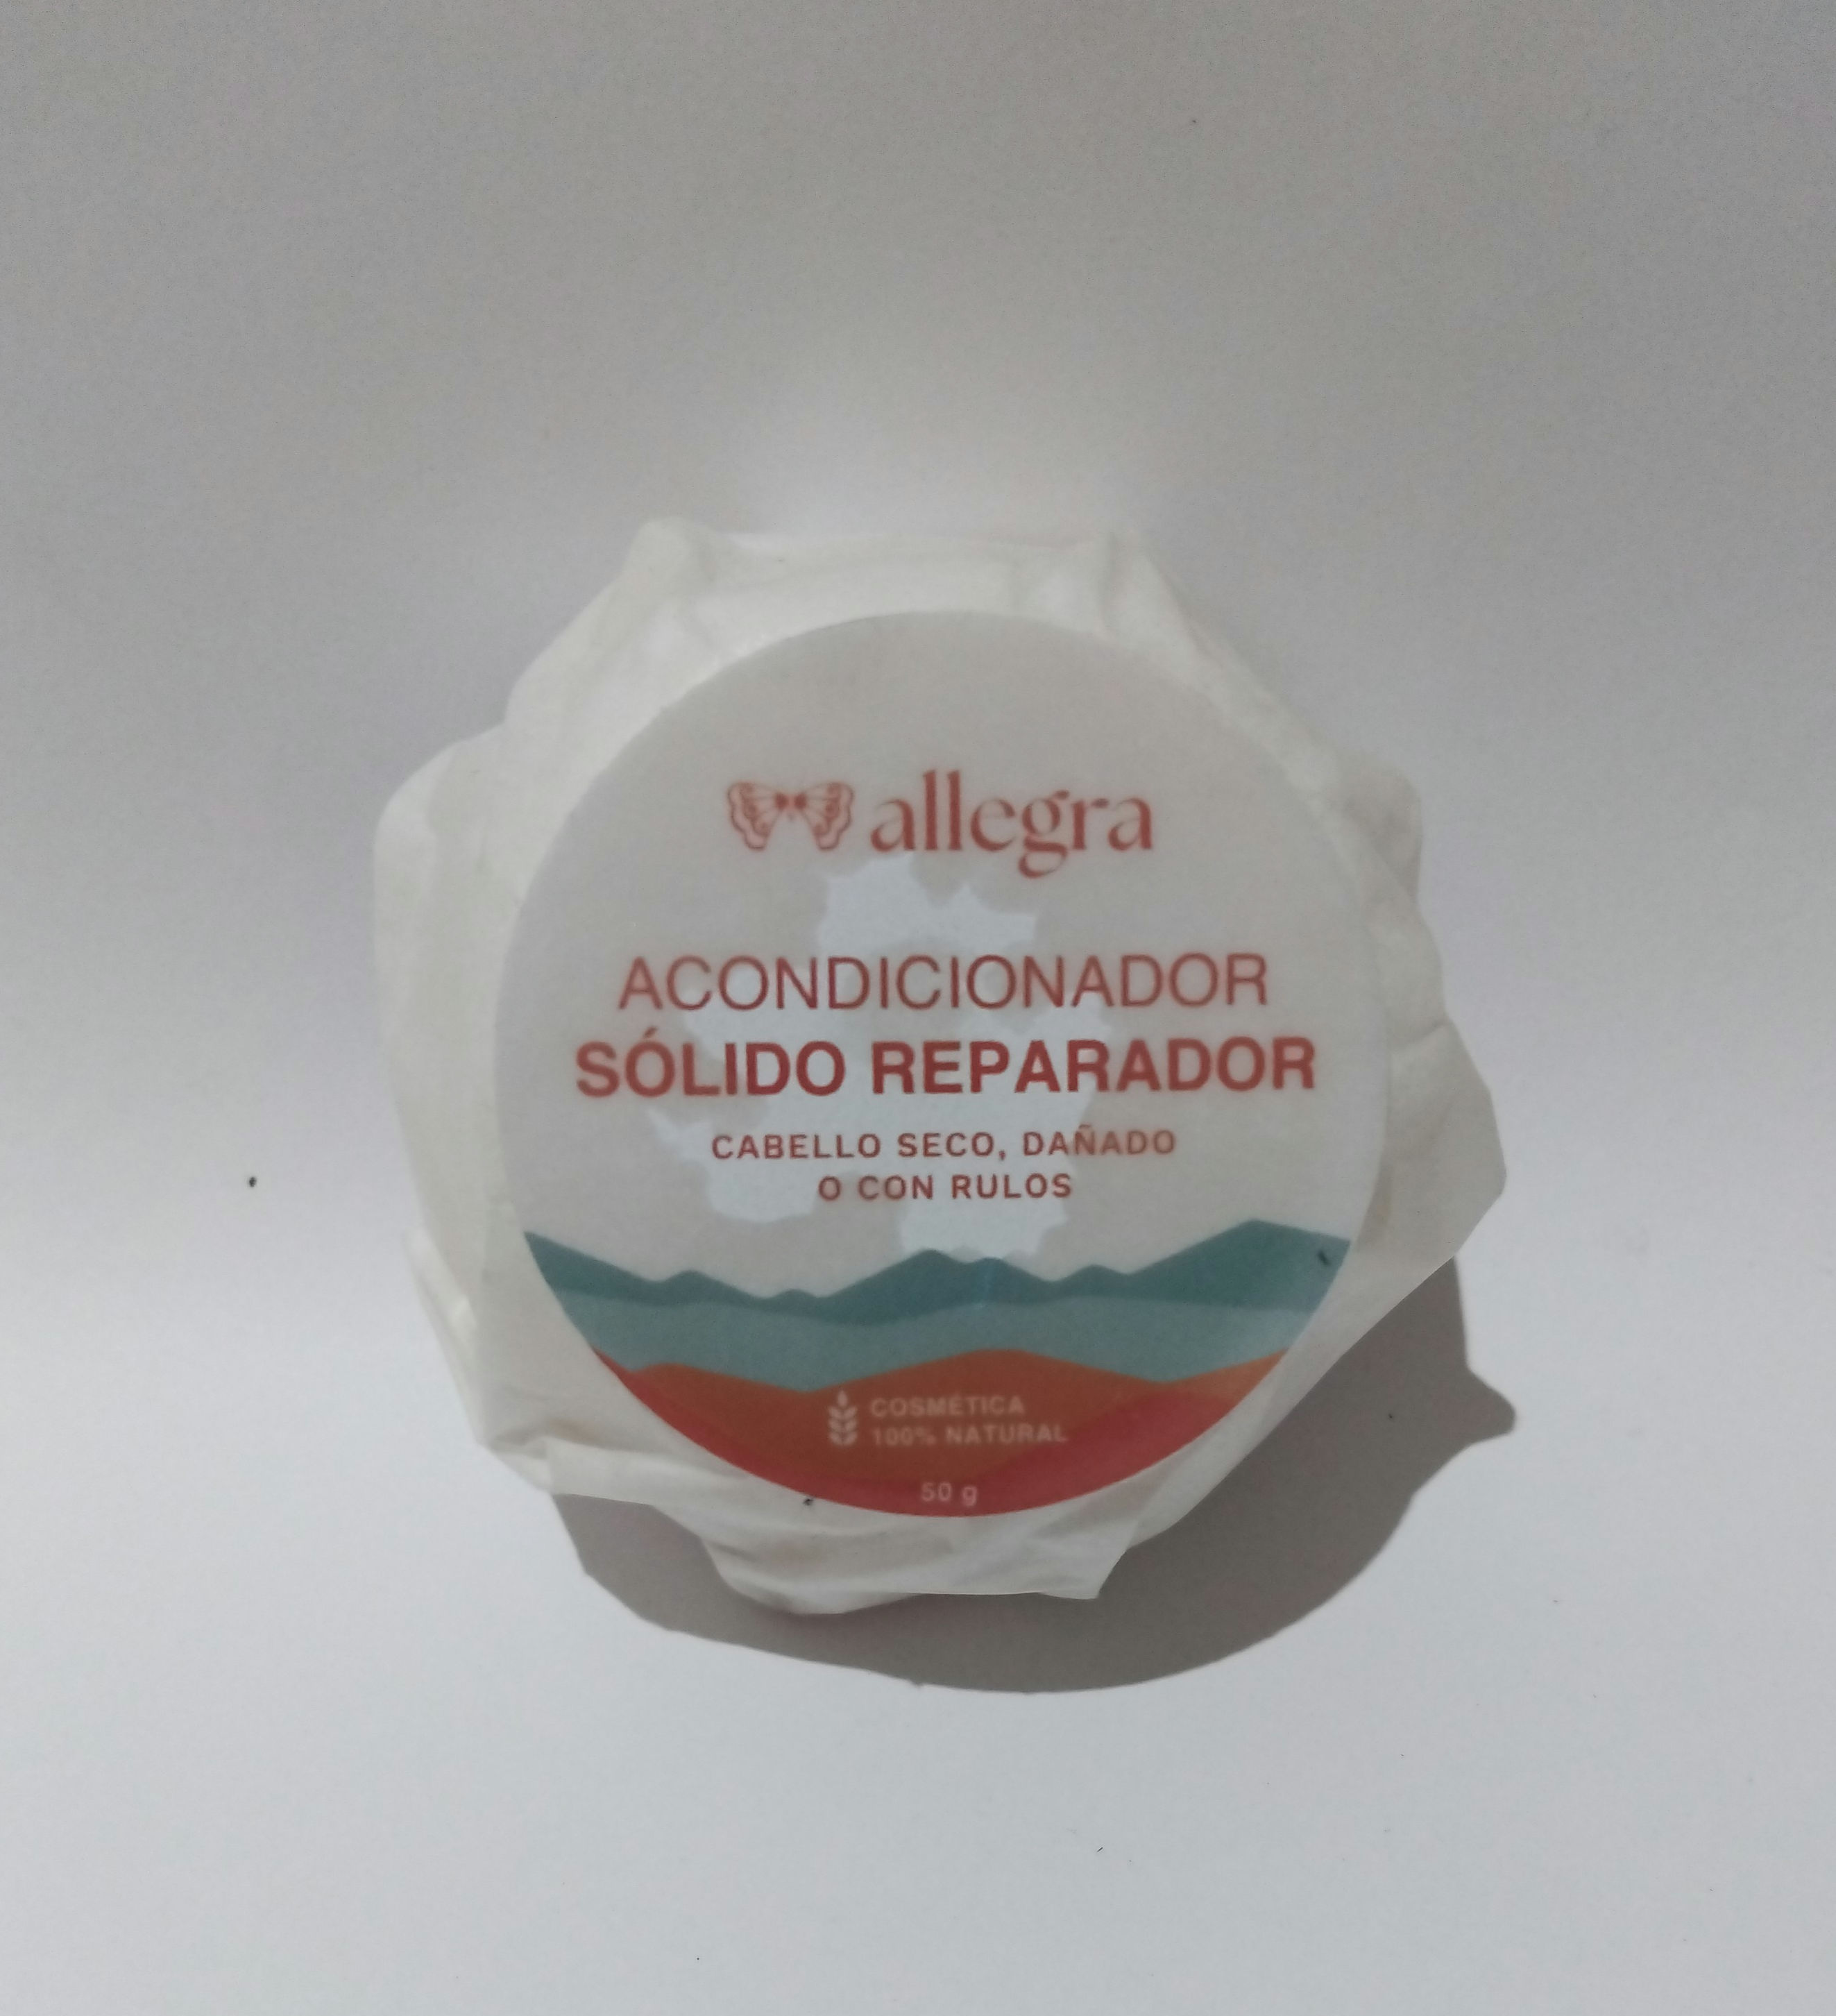 allegra
ACONDICIONADOR
SÓLIDO REPARADOR
CABELLO SECO, DAÑADO
O CON RULOS
COSMÉTICA
100% NATURAL
50 g